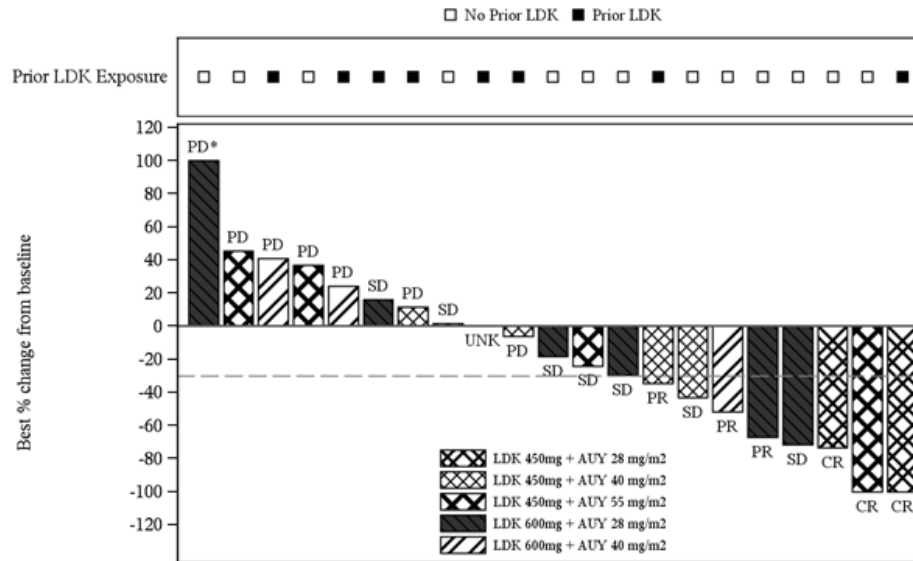 No Prior LDK Prior LDK
Prior LDK Exposure
120
100
80
60
40
20
0
-20
-40
-60
-80
-100
-120
Best % change from baseline
PD*
PD
PD
PD
PD
SD
PD
SD
UNK
PD
SD
SD
SD
PR
SD
PR
PR
SD
CR
CR
CR
LDK 450mg + AUY 28 mg/m2
LDK 450mg + AUY 40 mg/m2
LDK 450mg + AUY 55 mg/m2
LDK 600mg + AUY 28 mg/m2
LDK 600mg + AUY 40 mg/m2